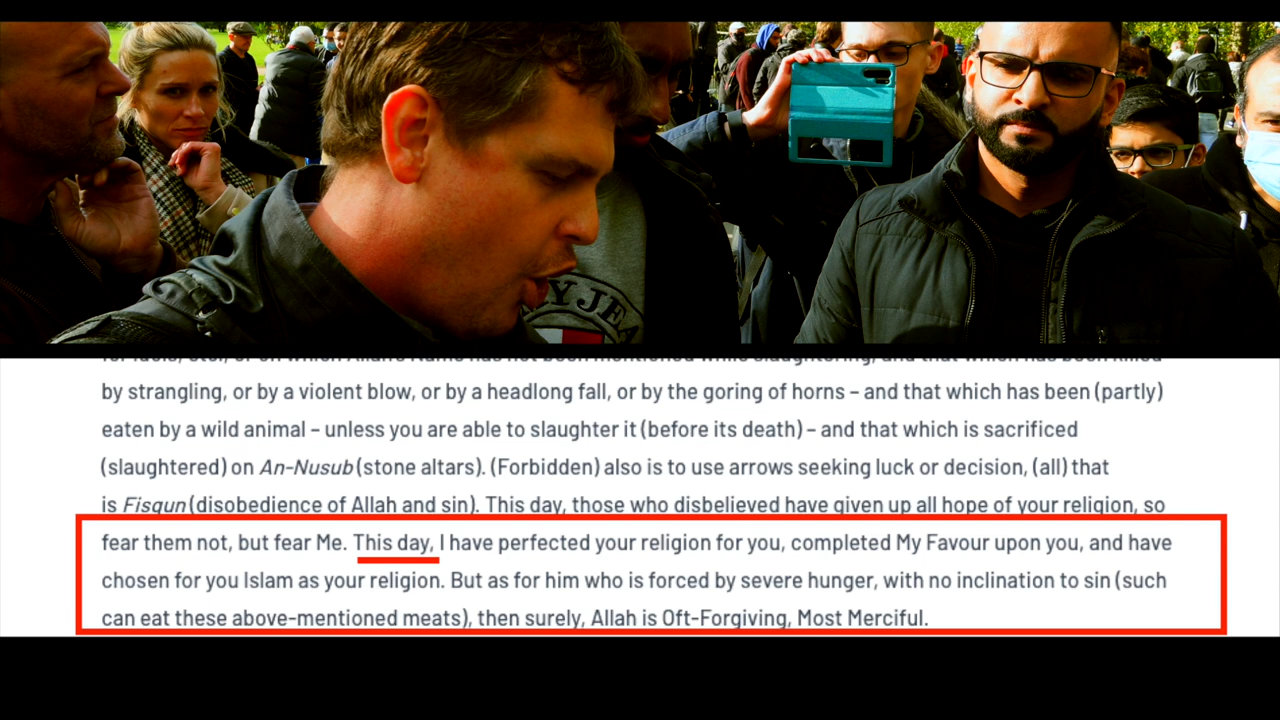 YJEA
by strangling, or by a violent blow, or by a headlong fall, or by the goring of horns – and that which has been (partly)
eaten by a wild animal – unless you are able to slaughter it (before its death) – and that which is sacrificed
(slaughtered) on An-Nusub (stone altars). (Forbidden) also is to use arrows seeking luck or decision, (all) that
is Fisqun (disobedience of Allah and sin). This day, those who disbelieved have given up all hope of your religion, so
fear them not, but fear Me. This day, I have perfected your religion for you, completed My Favour upon you, and have
chosen for you Islam as your religion. But as for him who is forced by severe hunger, with no inclination to sin (such
can eat these above-mentioned meats), then surely, Allah is Oft-Forgiving, Most Merciful.